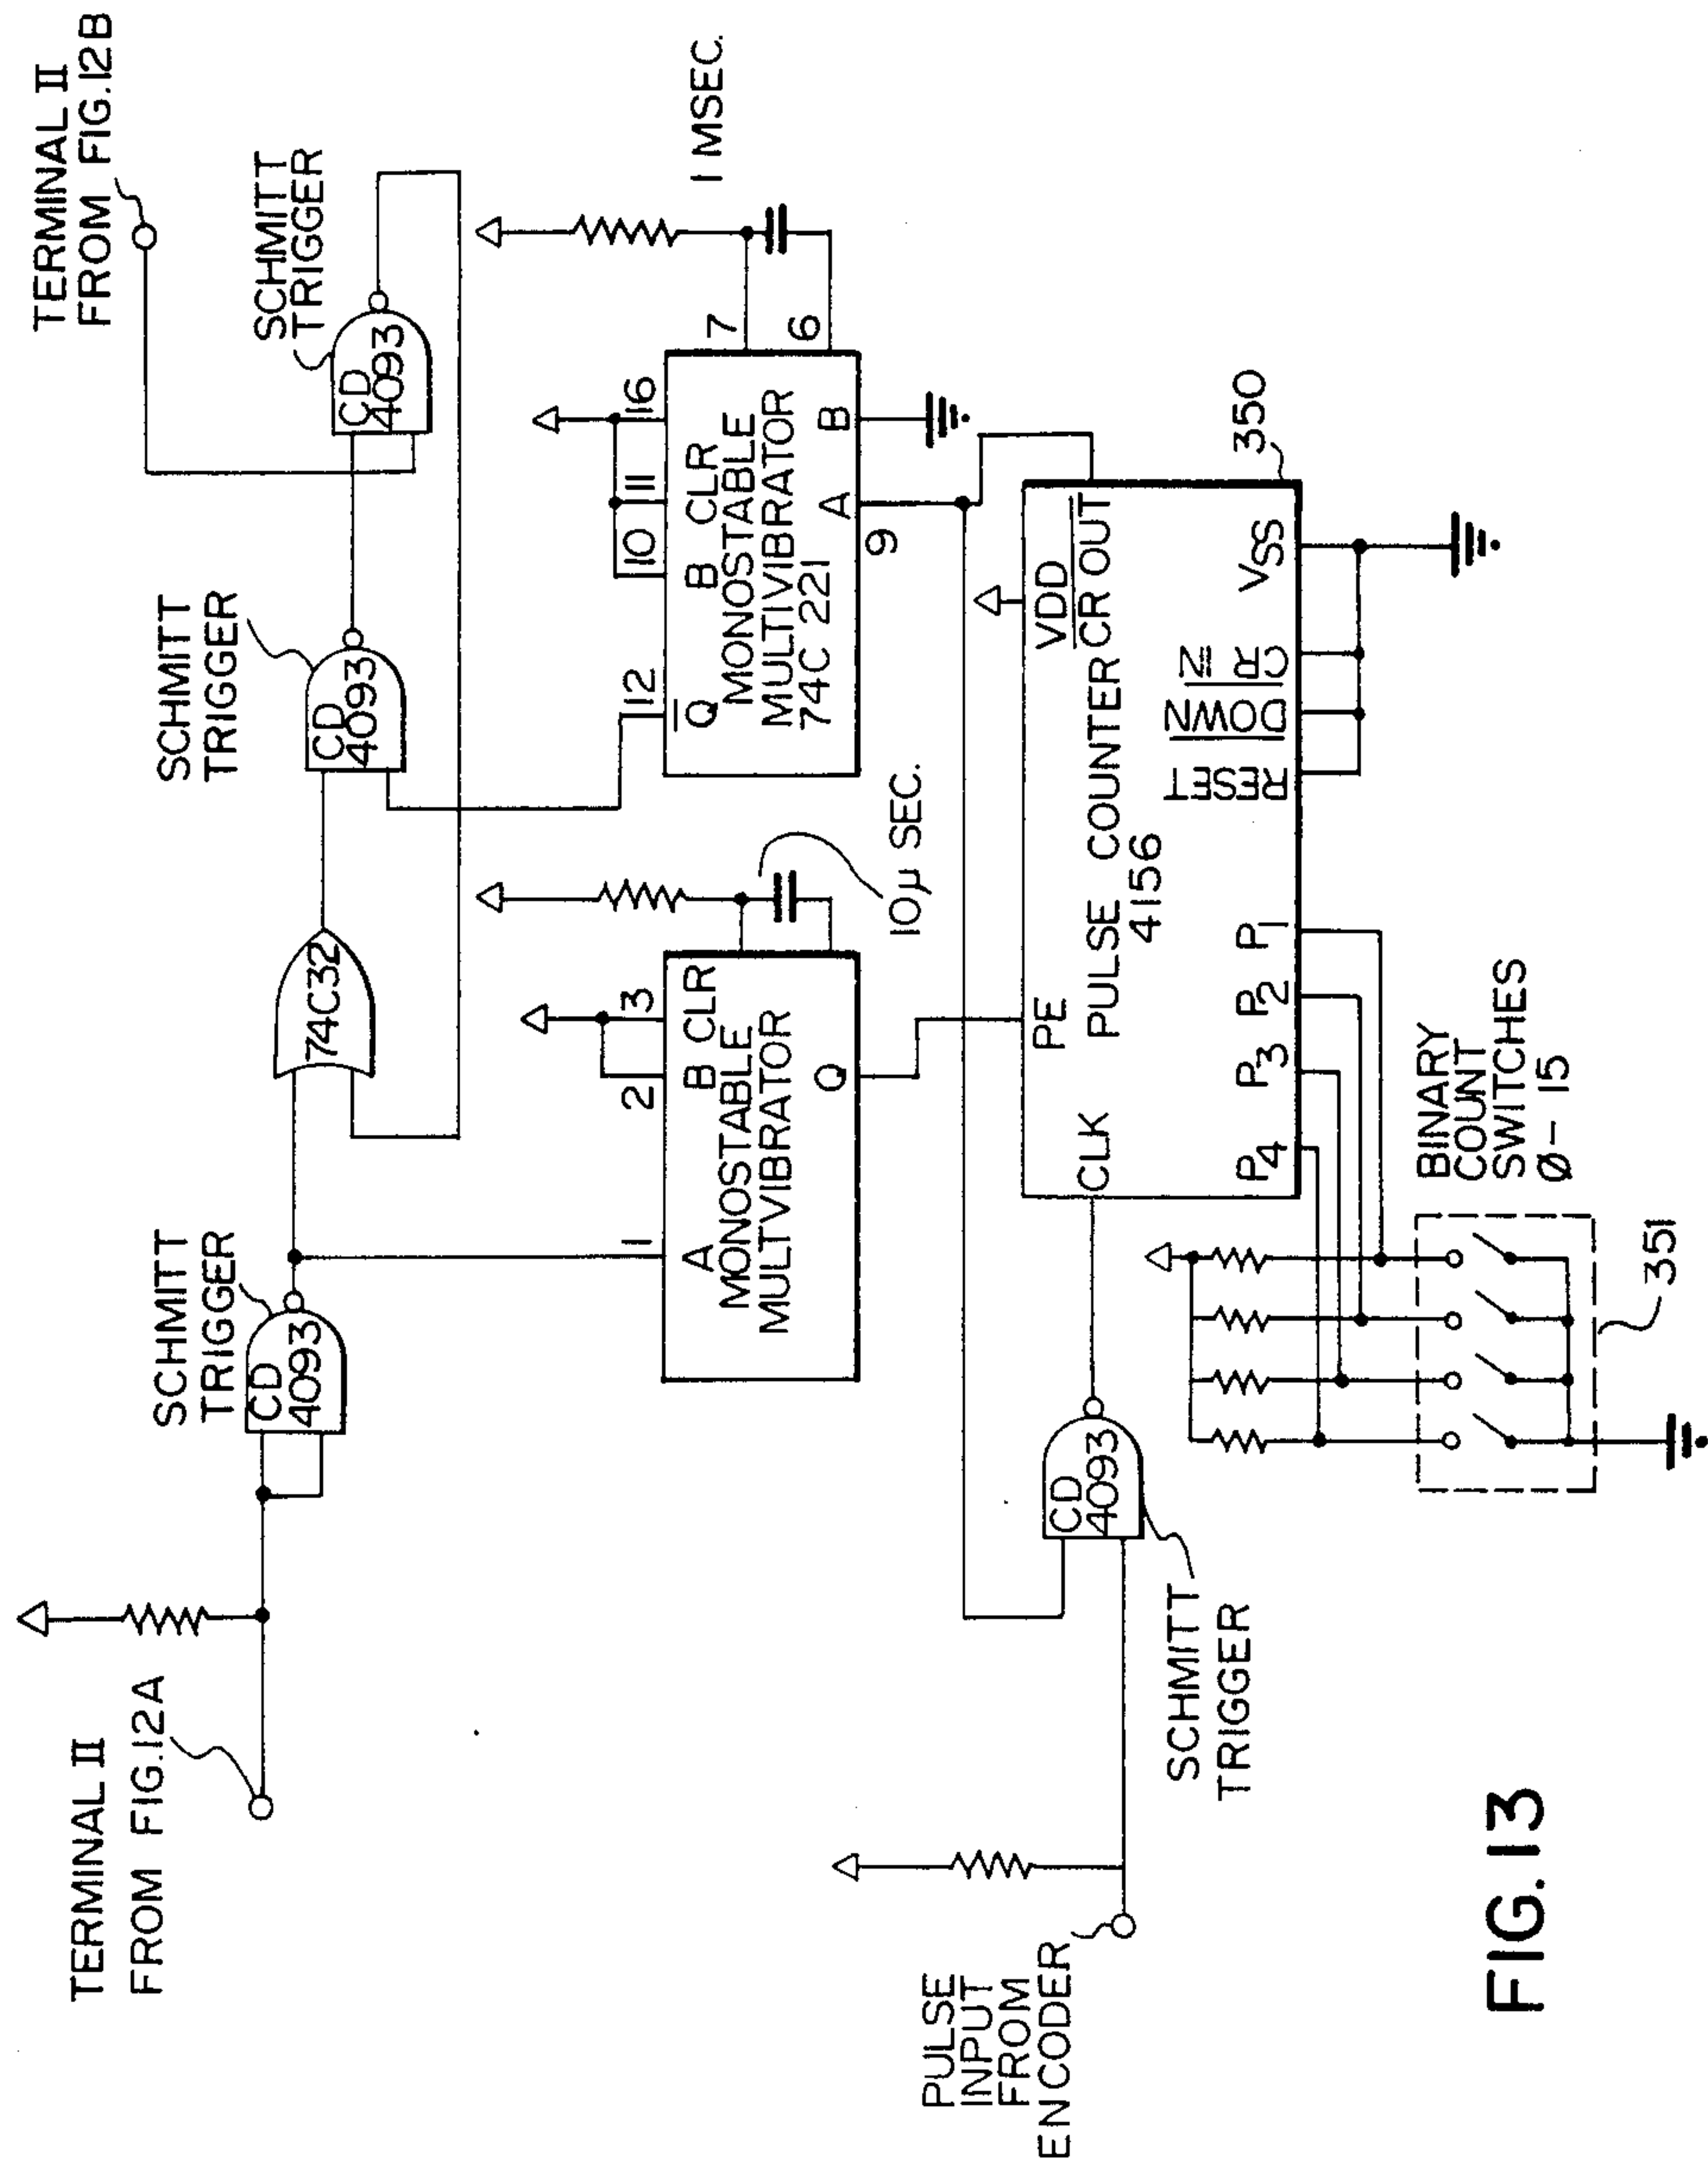 TERMINAL II
FROM FIG. 12A
SCHMITT
TRIGGER
CD
4093
74C32
SCHMITT
TRIGGER
CD
4093
SCHMITT
TRIGGER
CD
4093
TERMINAL II
FROM FIG. 12B
1
2
3
A
B CLR
MONOSTABLE
MULTVIBRATOR
Q
10µ SEC.
12
10
11
16
Q
B CLR
MONOSTABLE
MULTIVIBRATOR
74C 221
A
B
9
7
6
1 MSEC.
PULSE
INPUT
FROM
ENCODER
CD
4093
SCHMITT
TRIGGER
CLK
PE
VDD
PULSE COUNTER
4156
CR OUT
P4
P3
P2
P1
RESET
DOWN
CR IN
VSS
350
BINARY
COUNT
SWITCHES
Ø-15
351
FIG. 13